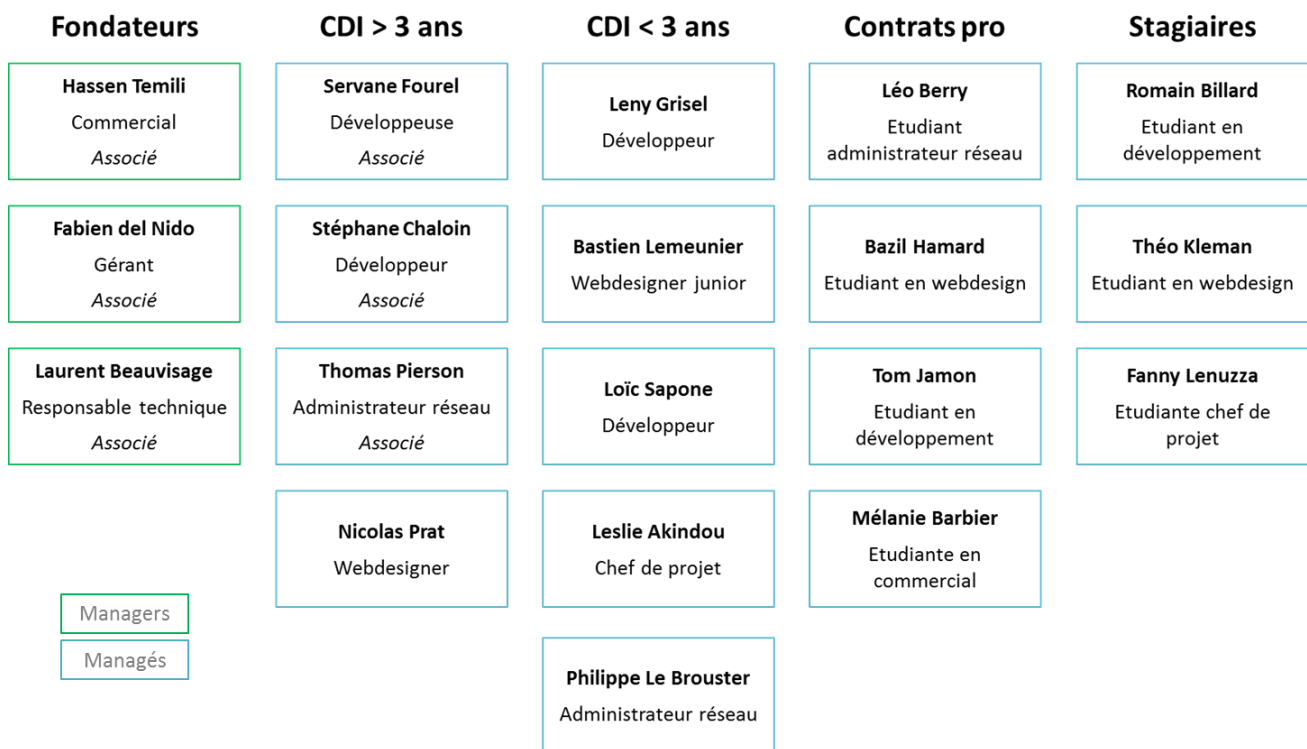 Fondateurs
Hassen Temili
Commercial
Associé
Fabien del Nido
Gérant
Associé
Laurent Beauvisage
Responsable technique
Associé
Managers
Managés
CDI > 3 ans
Servane Fourel
Développeuse
Associé
Stéphane Chaloin
Développeur
Associé
Thomas Pierson
Administrateur réseau
Associé
Nicolas Prat
Webdesigner
CDI < 3 ans
Leny Grisel
Développeur
Bastien Lemeunier
Webdesigner junior
Loïc Sapone
Développeur
Leslie Akindou
Chef de projet
Philippe Le Brouster
Administrateur réseau
Contrats pro
Léo Berry
Etudiant
administrateur réseau
Bazil Hamard
Etudiant en webdesign
Tom Jamon
Etudiant en
développement
Mélanie Barbier
Etudiante en
commercial
Stagiaires
Romain Billard
Etudiant en
développement
Théo Kleman
Etudiant en webdesign
Fanny Lenuzza
Etudiante chef de
projet